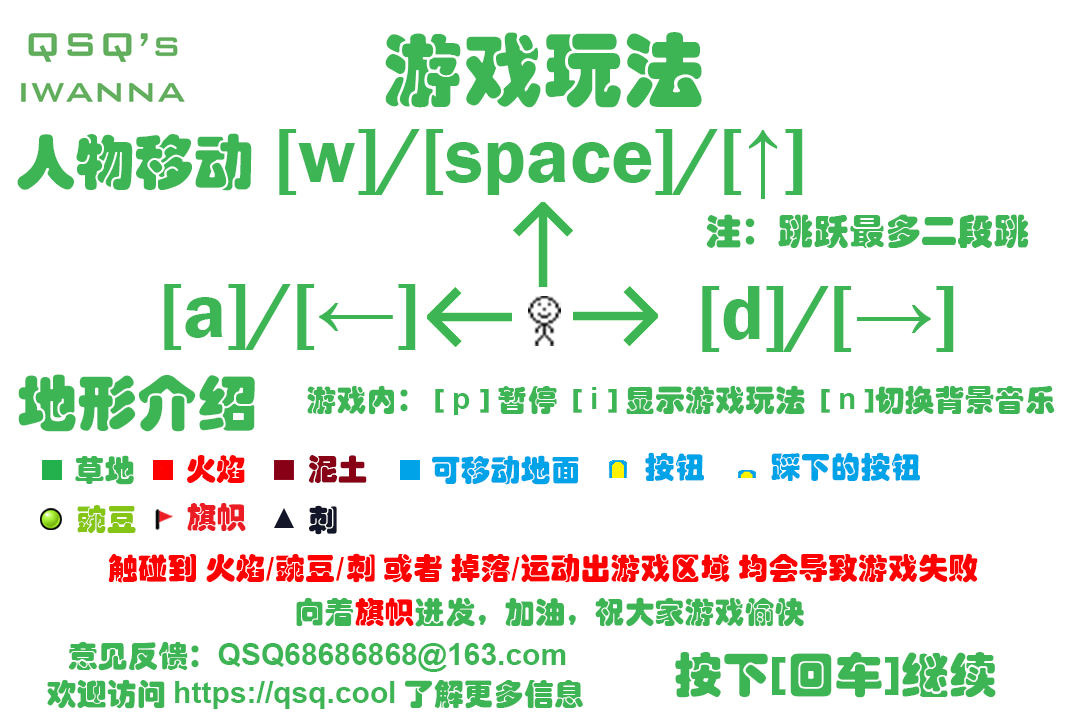 QSQ's
IWANNA
游戏玩法
人物移动 [w]/[space]/[↑]
注：跳跃最多二段跳
[a]/[←] [d]/[→]
地形介绍
游戏内： [ p ] 暂停 [ i ] 显示游戏玩法 [ n ]切换背景音乐
草地 火焰 泥土 可移动地面 按钮 踩下的按钮
豌豆 旗帜 刺
触碰到 火焰/豌豆/刺 或者 掉落/运动出游戏区域 均会导致游戏失败
向着旗帜进发，加油，祝大家游戏愉快
意见反馈：QSQ68686868@163.com
欢迎访问 https://qsq.cool 了解更多信息
按下[回车]继续